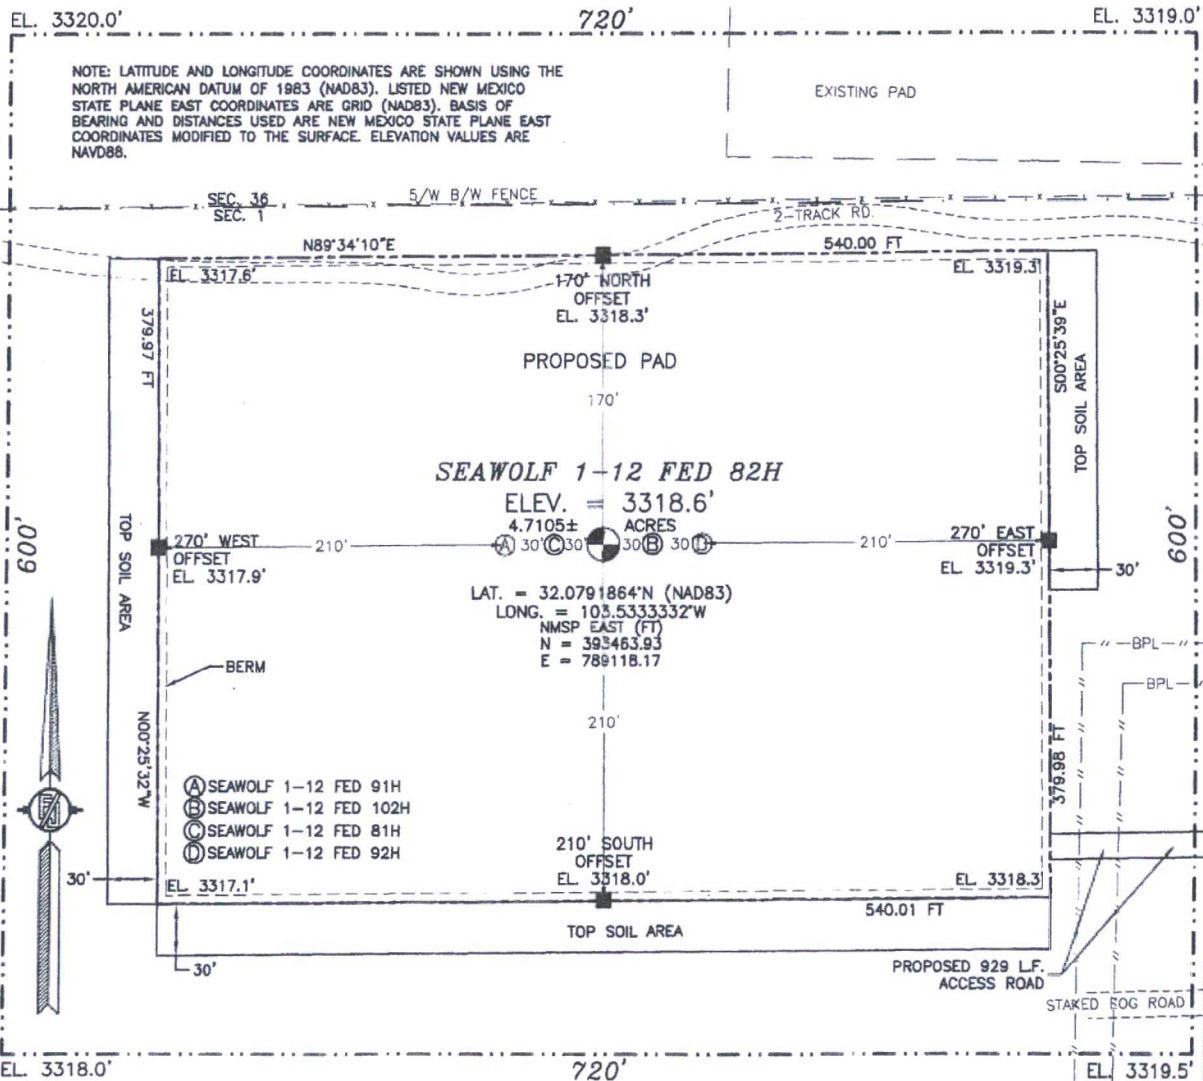 EL. 3320.0'
720'
EL. 3319.0'
NOTE: LATITUDE AND LONGITUDE COORDINATES ARE SHOWN USING THE
NORTH AMERICAN DATUM OF 1983 (NAD83). LISTED NEW MEXICO
STATE PLANE EAST COORDINATES ARE GRID (NAD83). BASIS OF
BEARING AND DISTANCES USED ARE NEW MEXICO STATE PLANE EAST
COORDINATES MODIFIED TO THE SURFACE. ELEVATION VALUES ARE
NAVD88.
EXISTING PAD
SEC. 36
SEC. 1
5/W B/W FENCE
2-TRACK RD.
N89°34'10"E
540.00 FT
EL. 3317.6'
170' NORTH
OFFSET
EL. 3318.3'
EL. 3319.3'
379.97 FT
S00°25'39"E
TOP SOIL AREA
PROPOSED PAD
170'
SEAWOLF 1-12 FED 82H
ELEV. = 3318.6'
4.7105± ACRES
600'
TOP SOIL AREA
270' WEST
OFFSET
EL. 3317.9'
210'
A 30' C 30' 30' B 30' D
210'
270' EAST
OFFSET
EL. 3319.3'
30'
600'
LAT. = 32.0791864°N (NAD83)
LONG. = 103.5333332°W
NMSP EAST (FT)
N = 393463.93
E = 789118.17
BPL
BPL
BERM
210'
N00°25'32"W
379.98 FT
A SEAWOLF 1-12 FED 91H
B SEAWOLF 1-12 FED 102H
C SEAWOLF 1-12 FED 81H
D SEAWOLF 1-12 FED 92H
210' SOUTH
OFFSET
EL. 3318.0'
30'
EL. 3317.1'
EL. 3318.3'
540.01 FT
TOP SOIL AREA
30'
PROPOSED 929 L.F.
ACCESS ROAD
STAKED EOG ROAD
EL. 3318.0'
720'
EL. 3319.5'